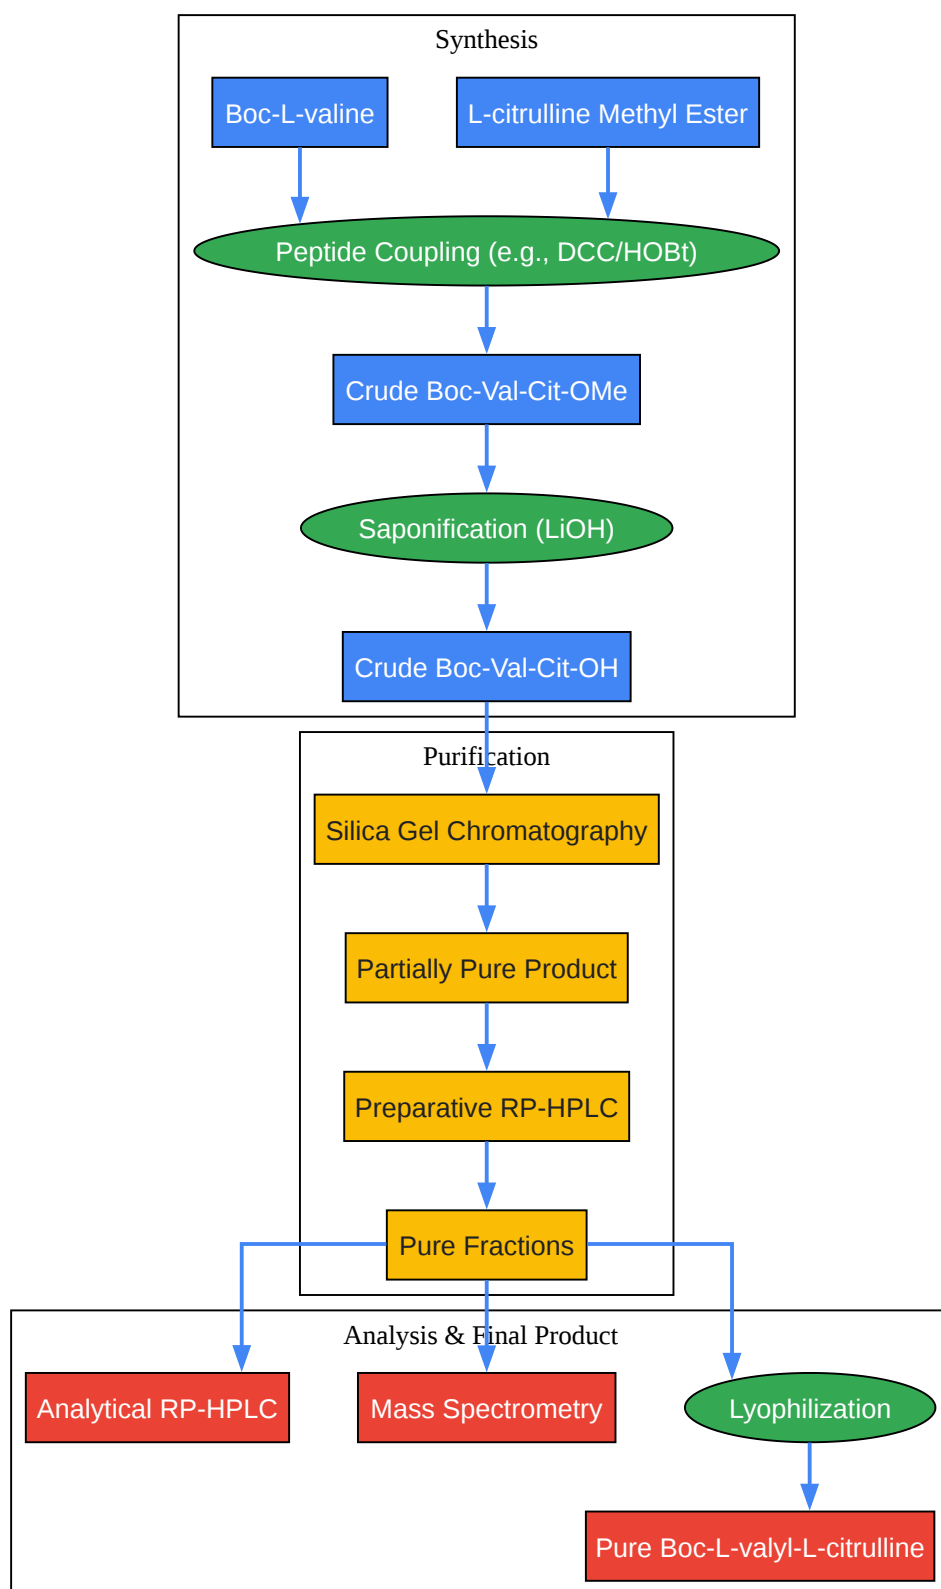 Synthesis
Boc-L-valine
L-citrulline Methyl Ester
Peptide Coupling (e.g., DCC/HOBt)
Crude Boc-Val-Cit-OMe
Saponification (LiOH)
Crude Boc-Val-Cit-OH
Purification
Silica Gel Chromatography
Partially Pure Product
Preparative RP-HPLC
Pure Fractions
Analysis & Final Product
Analytical RP-HPLC
Mass Spectrometry
Lyophilization
Pure Boc-L-valyl-L-citrulline